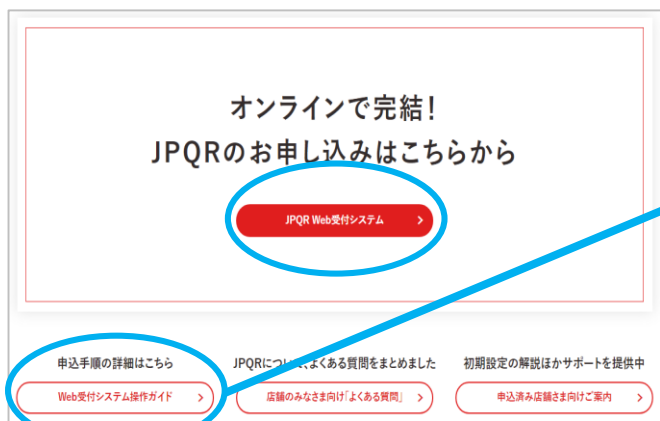 オンラインで完結！
JPQRのお申し込みはこちらから
JPQR Web受付システム
申込手順の詳細はこちら
JPQRについて、よくある質問をまとめました
初期設定の解説ほかサポートを提供中
Web受付システム操作ガイド
店舗のみなさま向け「よくある質問」
申込済み店舗さま向けご案内